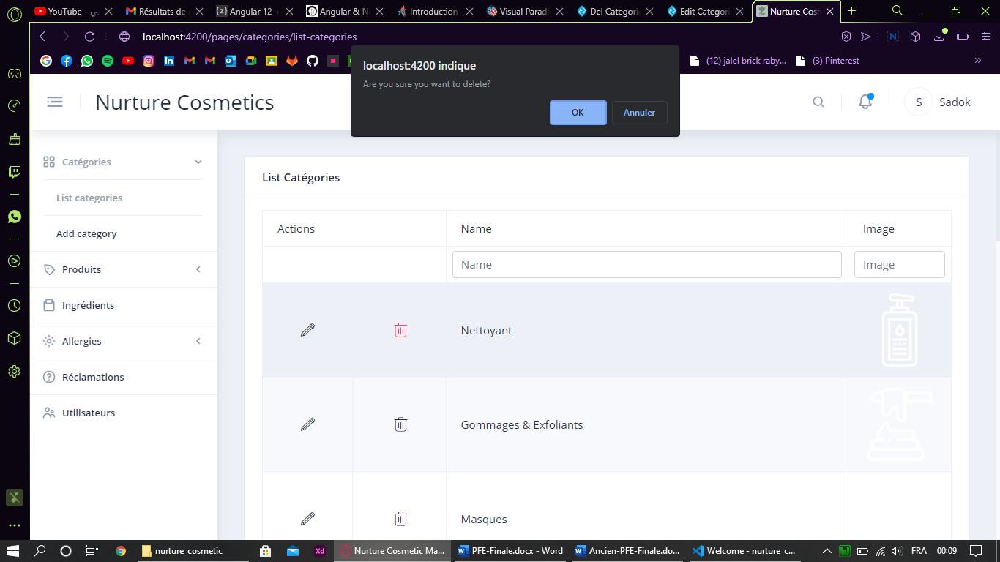 YouTube - في
Résultats de r
Angular 12 +
Angular & No
Introduction
Visual Paradi
Del Categorie
Edit Categori
Nurture Cosm
localhost:4200/pages/categories/list-categories
(12) jalel brick raby...
(3) Pinterest
localhost:4200 indique
Are you sure you want to delete?
OK
Annuler
Nurture Cosmetics
S
Sadok
Catégories
List categories
Add category
Produits
Ingrédients
Allergies
Réclamations
Utilisateurs
List Catégories
Actions
Name
Image
Name
Image
Nettoyant
Gommages & Exfoliants
Masques
nurture_cosmetic
Xd
Nurture Cosmetic Ma...
PFE-Finale.docx - Word
Ancien-PFE-Finale.do...
Welcome - nurture_c...
FRA
00:09